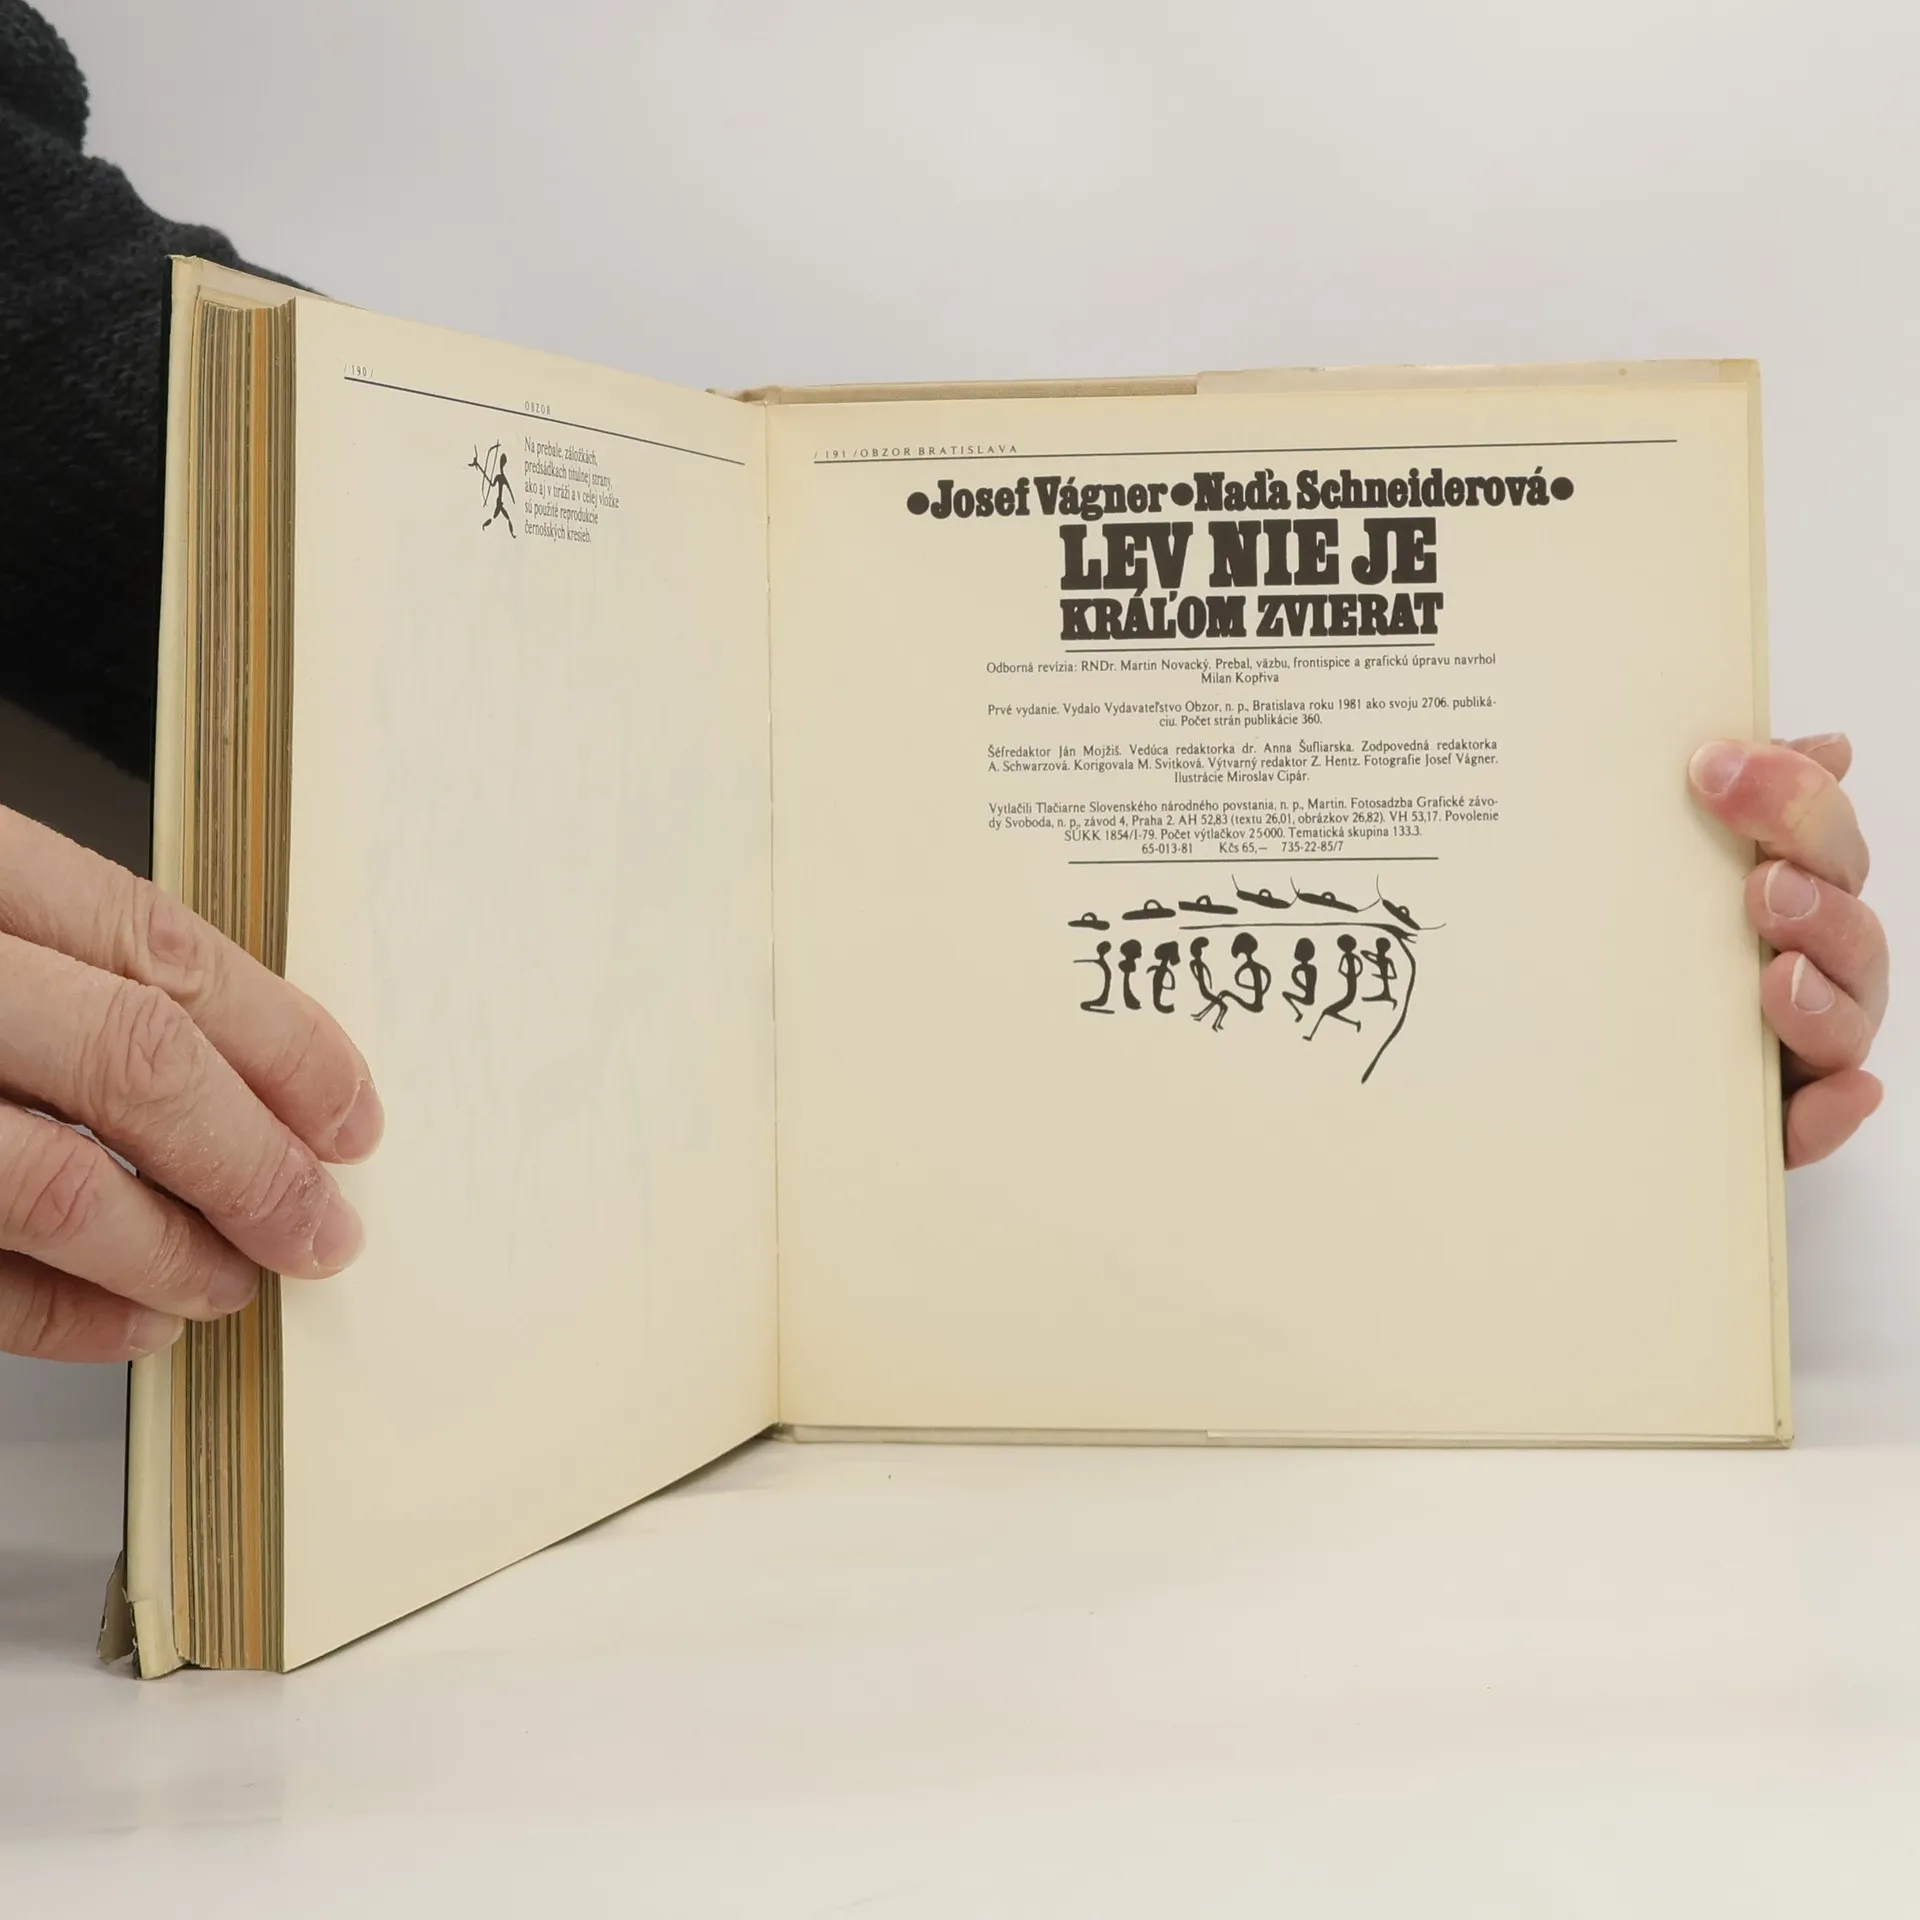 / 190 /
OBZOR
Na prebale, záložkách,
predsádkach titulnej strany,
ako aj v tiráži a v celej vložke
sú použité reprodukcie
černošských kresieb.
/ 191 / OBZOR BRATISLAVA
●Josef Vágner●Naďa Schneiderová●
LEV NIE JE
KRÁĽOM ZVIERAT
Odborná revízia: RNDr. Martin Novacký. Prebal, väzbu, frontispice a grafickú úpravu navrhol
Milan Kopřiva
Prvé vydanie. Vydalo Vydavateľstvo Obzor, n. p., Bratislava roku 1981 ako svoju 2706. publiká-
ciu. Počet strán publikácie 360.
Šéfredaktor Ján Mojžiš. Vedúca redaktorka dr. Anna Šufliarska. Zodpovedná redaktorka
A. Schwarzová. Korigovala M. Svitková. Výtvarný redaktor Z. Hentz. Fotografie Josef Vágner.
Ilustrácie Miroslav Cipár.
Vytlačili Tlačiarne Slovenského národného povstania, n. p., Martin. Fotosadzba Grafické závo-
dy Svoboda, n. p., závod 4, Praha 2. AH 52,83 (textu 26,01, obrázkov 26,82). VH 53,17. Povolenie
SÚKK 1854/I-79. Počet výtlačkov 25000. Tematická skupina 133.3.
65-013-81 Kčs 65,— 735-22-85/7